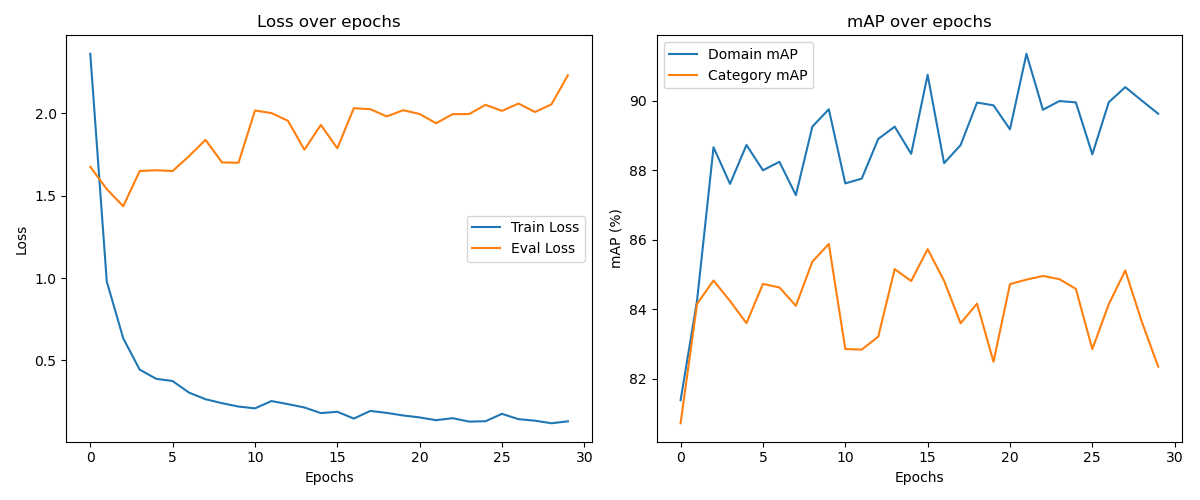 Loss over epochs
2.0
1.5
1.0
0.5
Loss
Train Loss
Eval Loss
0 5 10 15 20 25 30
Epochs
mAP over epochs
Domain mAP
Category mAP
90
88
86
84
82
mAP (%)
0 5 10 15 20 25 30
Epochs